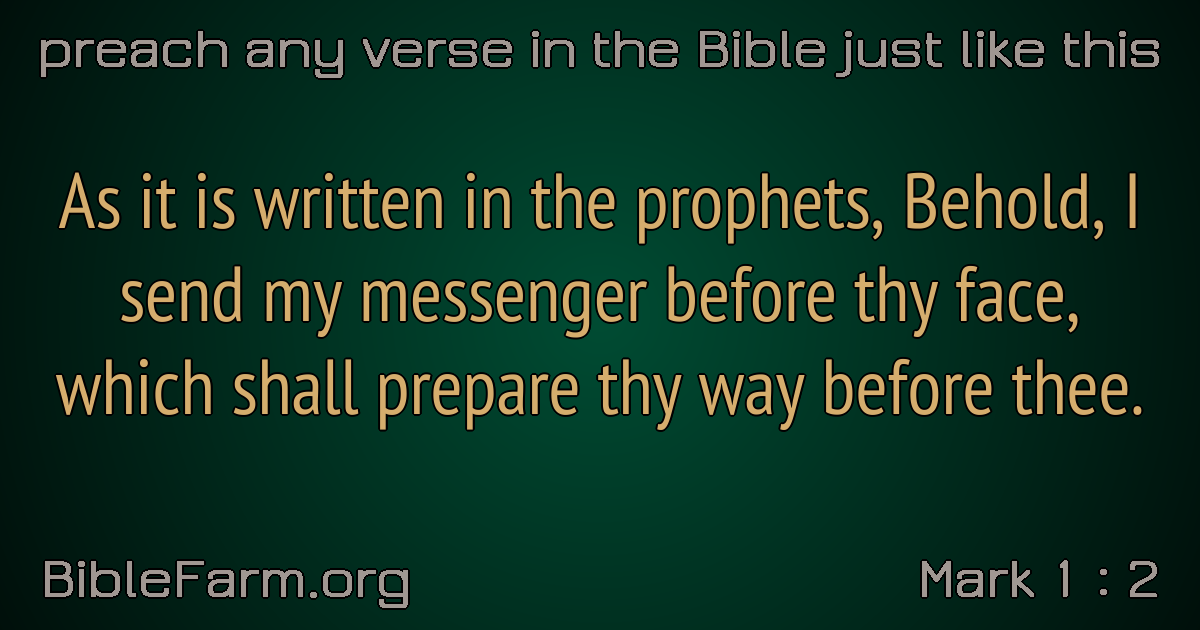 preach any verse in the Bible just like this
As it is written in the prophets, Behold, I
send my messenger before thy face,
which shall prepare thy way before thee.
BibleFarm.org
Mark 1 : 2